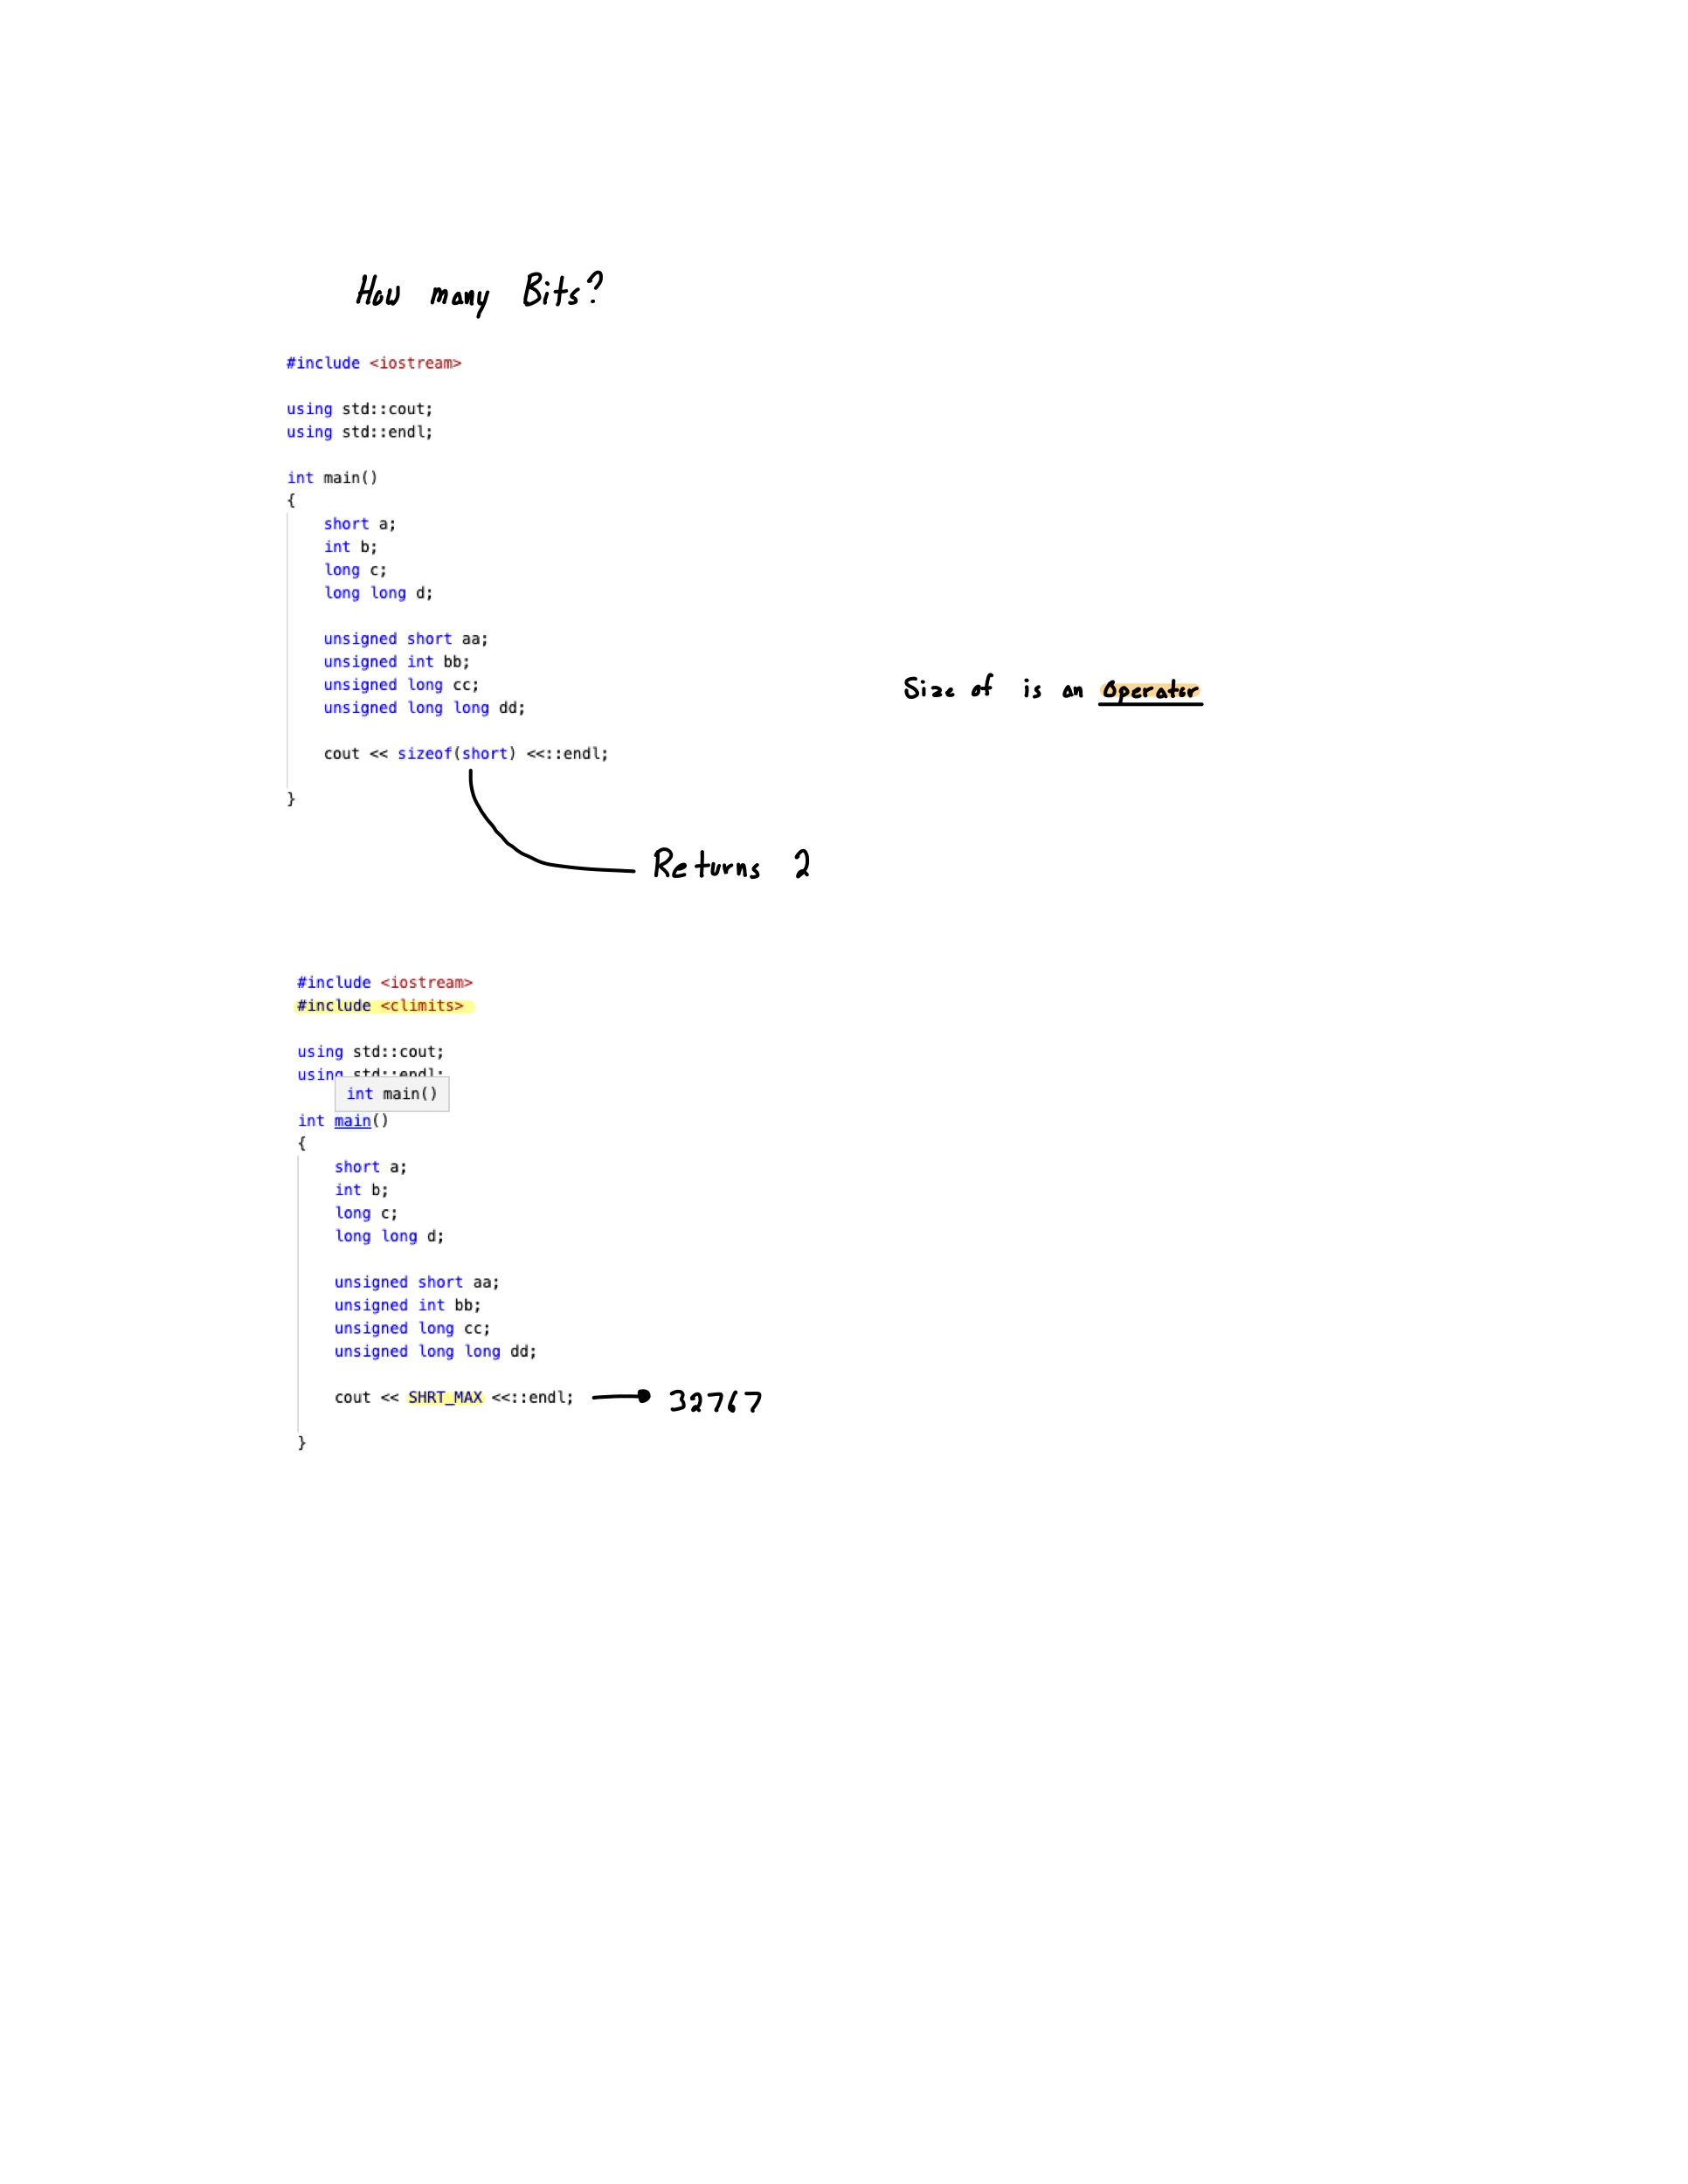 How many Bits?
#include <iostream>
using std::cout;
using std::endl;
int main()
{
short a;
int b;
long c;
long long d;
unsigned short aa;
unsigned int bb;
unsigned long cc;
unsigned long long dd;
Size of is an Operator
cout << sizeof(short) <<::endl;
}
Returns 2
#include <iostream>
#include <climits>
using std::cout;
using std::endl;
int main()
int main()
{
short a;
int b;
long c;
long long d;
unsigned short aa;
unsigned int bb;
unsigned long cc;
unsigned long long dd;
cout << SHRT_MAX <<::endl; 32767
}